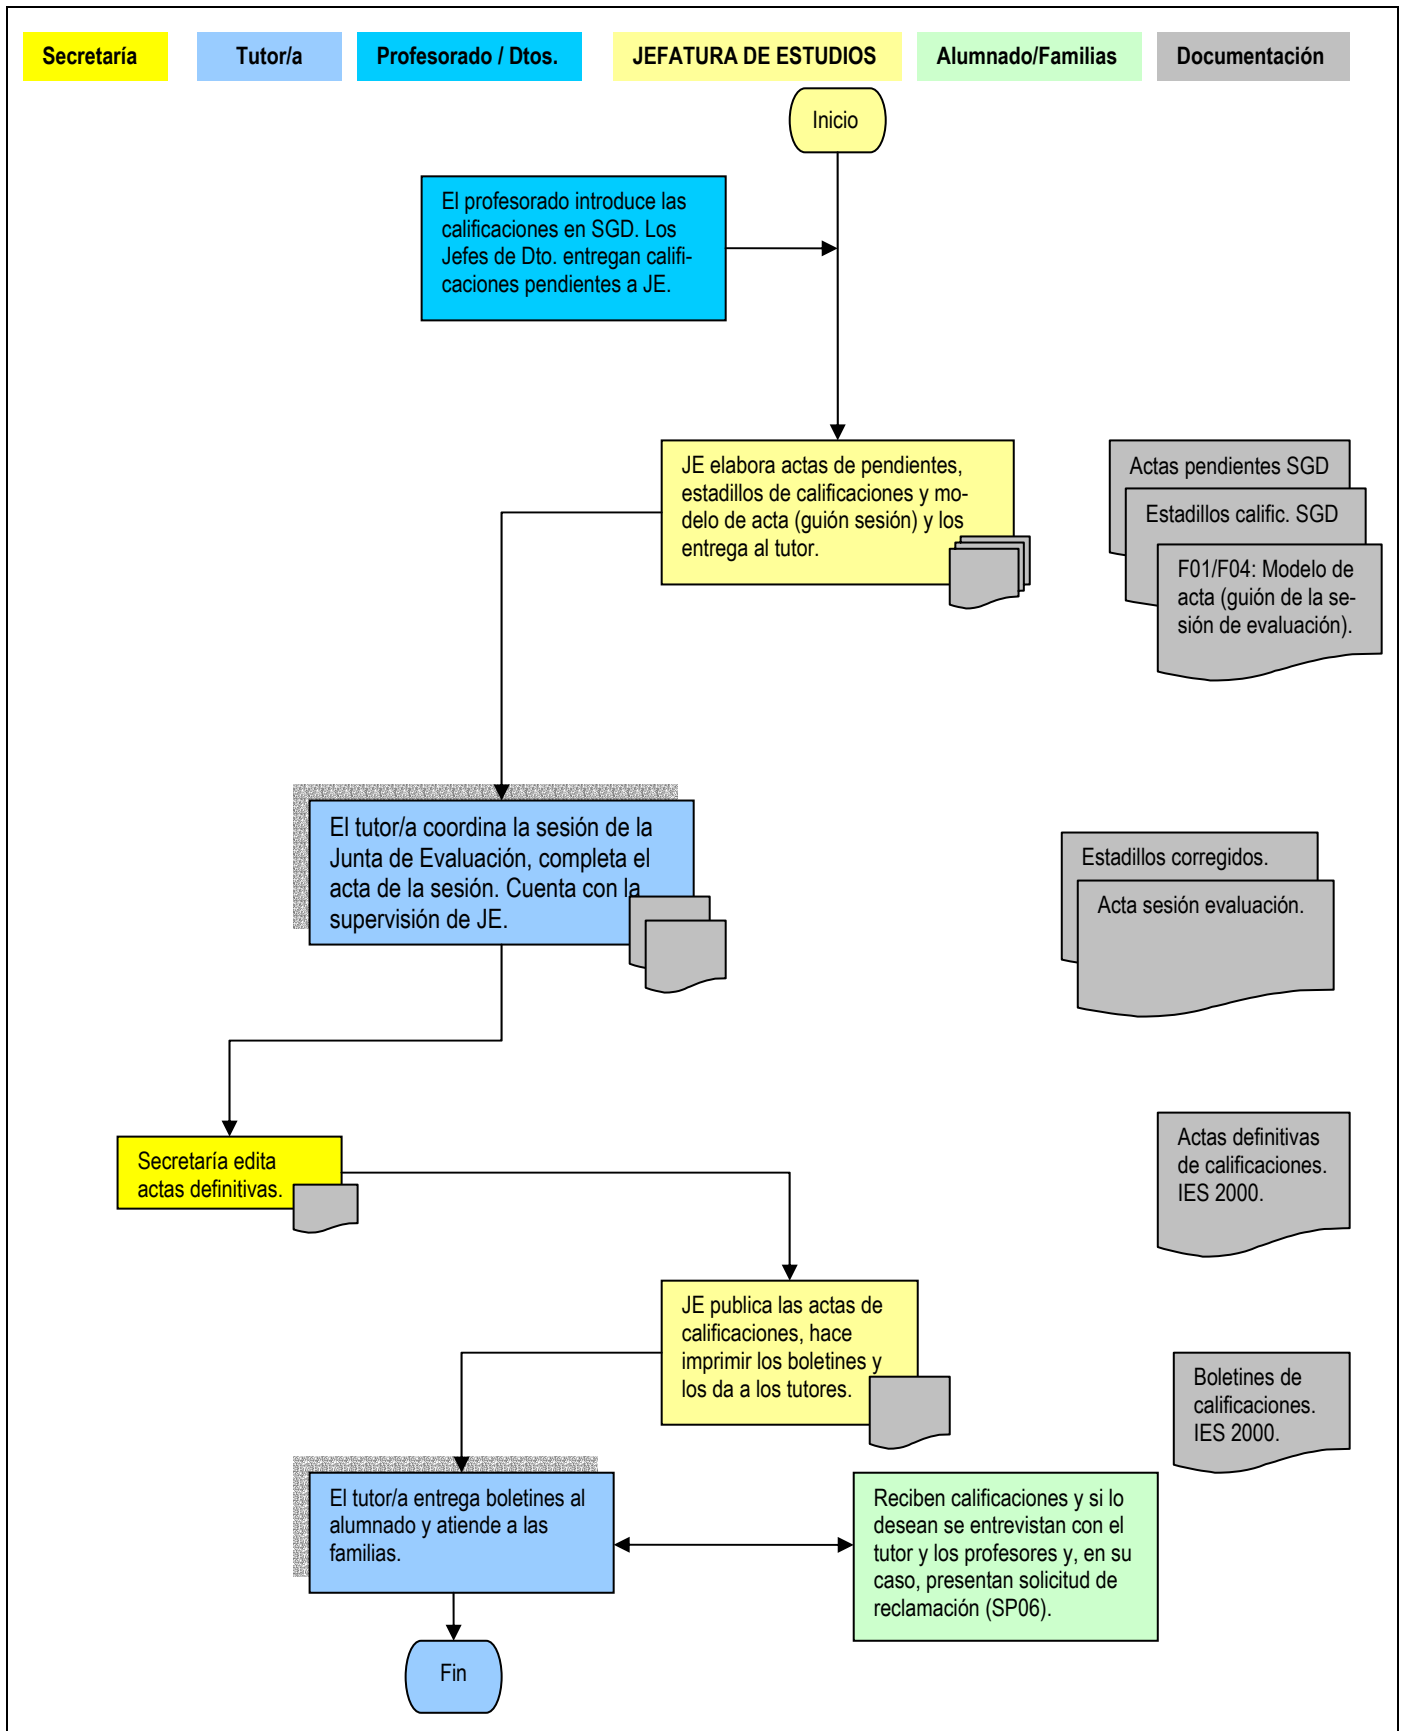 Secretaría
Tutor/a
Profesorado / Dtos.
JEFATURA DE ESTUDIOS
Alumnado/Familias
Documentación
Inicio
El profesorado introduce las
calificaciones en SGD. Los
Jefes de Dto. entregan califi-
caciones pendientes a JE.
JE elabora actas de pendientes,
estadillos de calificaciones y mo-
delo de acta (guión sesión) y los
entrega al tutor.
Actas pendientes SGD
Estadillos calific. SGD
F01/F04: Modelo de
acta (guión de la se-
sión de evaluación).
El tutor/a coordina la sesión de la
Junta de Evaluación, completa el
acta de la sesión. Cuenta con la
supervisión de JE.
Estadillos corregidos.
Acta sesión evaluación.
Secretaría edita
actas definitivas.
Actas definitivas
de calificaciones.
IES 2000.
JE publica las actas de
calificaciones, hace
imprimir los boletines y
los da a los tutores.
Boletines de
calificaciones.
IES 2000.
El tutor/a entrega boletines al
alumnado y atiende a las
familias.
Reciben calificaciones y si lo
desean se entrevistan con el
tutor y los profesores y, en su
caso, presentan solicitud de
reclamación (SP06).
Fin